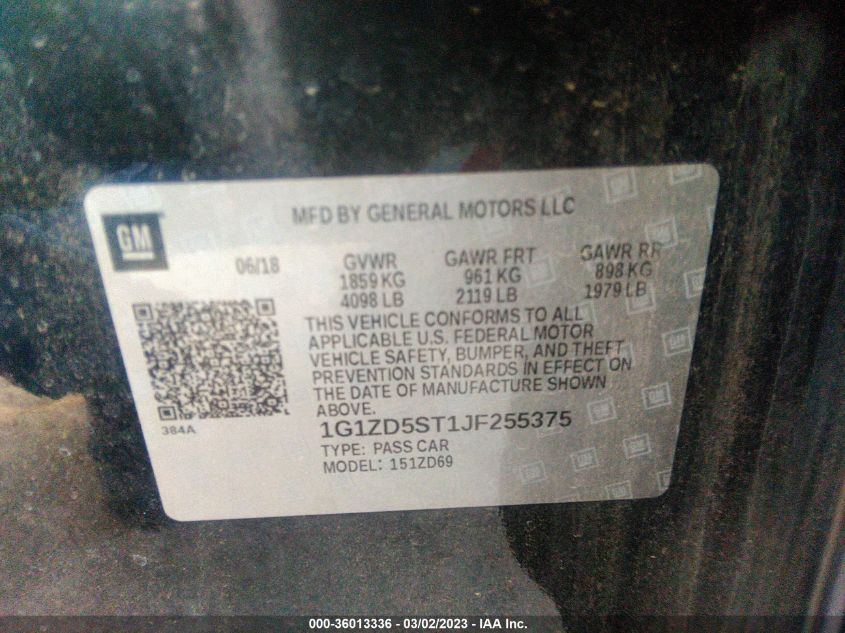 MFD BY GENERAL MOTORS LLC
GM
06/18 GVWR GAWR FRT GAWR RR
1859 KG 961 KG 898 KG
4098 LB 2119 LB 1979 LB
THIS VEHICLE CONFORMS TO ALL
APPLICABLE U.S. FEDERAL MOTOR
VEHICLE SAFETY, BUMPER, AND THEFT
PREVENTION STANDARDS IN EFFECT ON
THE DATE OF MANUFACTURE SHOWN
ABOVE.
384A
1G1ZD5ST1JF255375
TYPE: PASS CAR
MODEL: 151ZD69
000-36013336 - 03/02/2023 - IAA Inc.